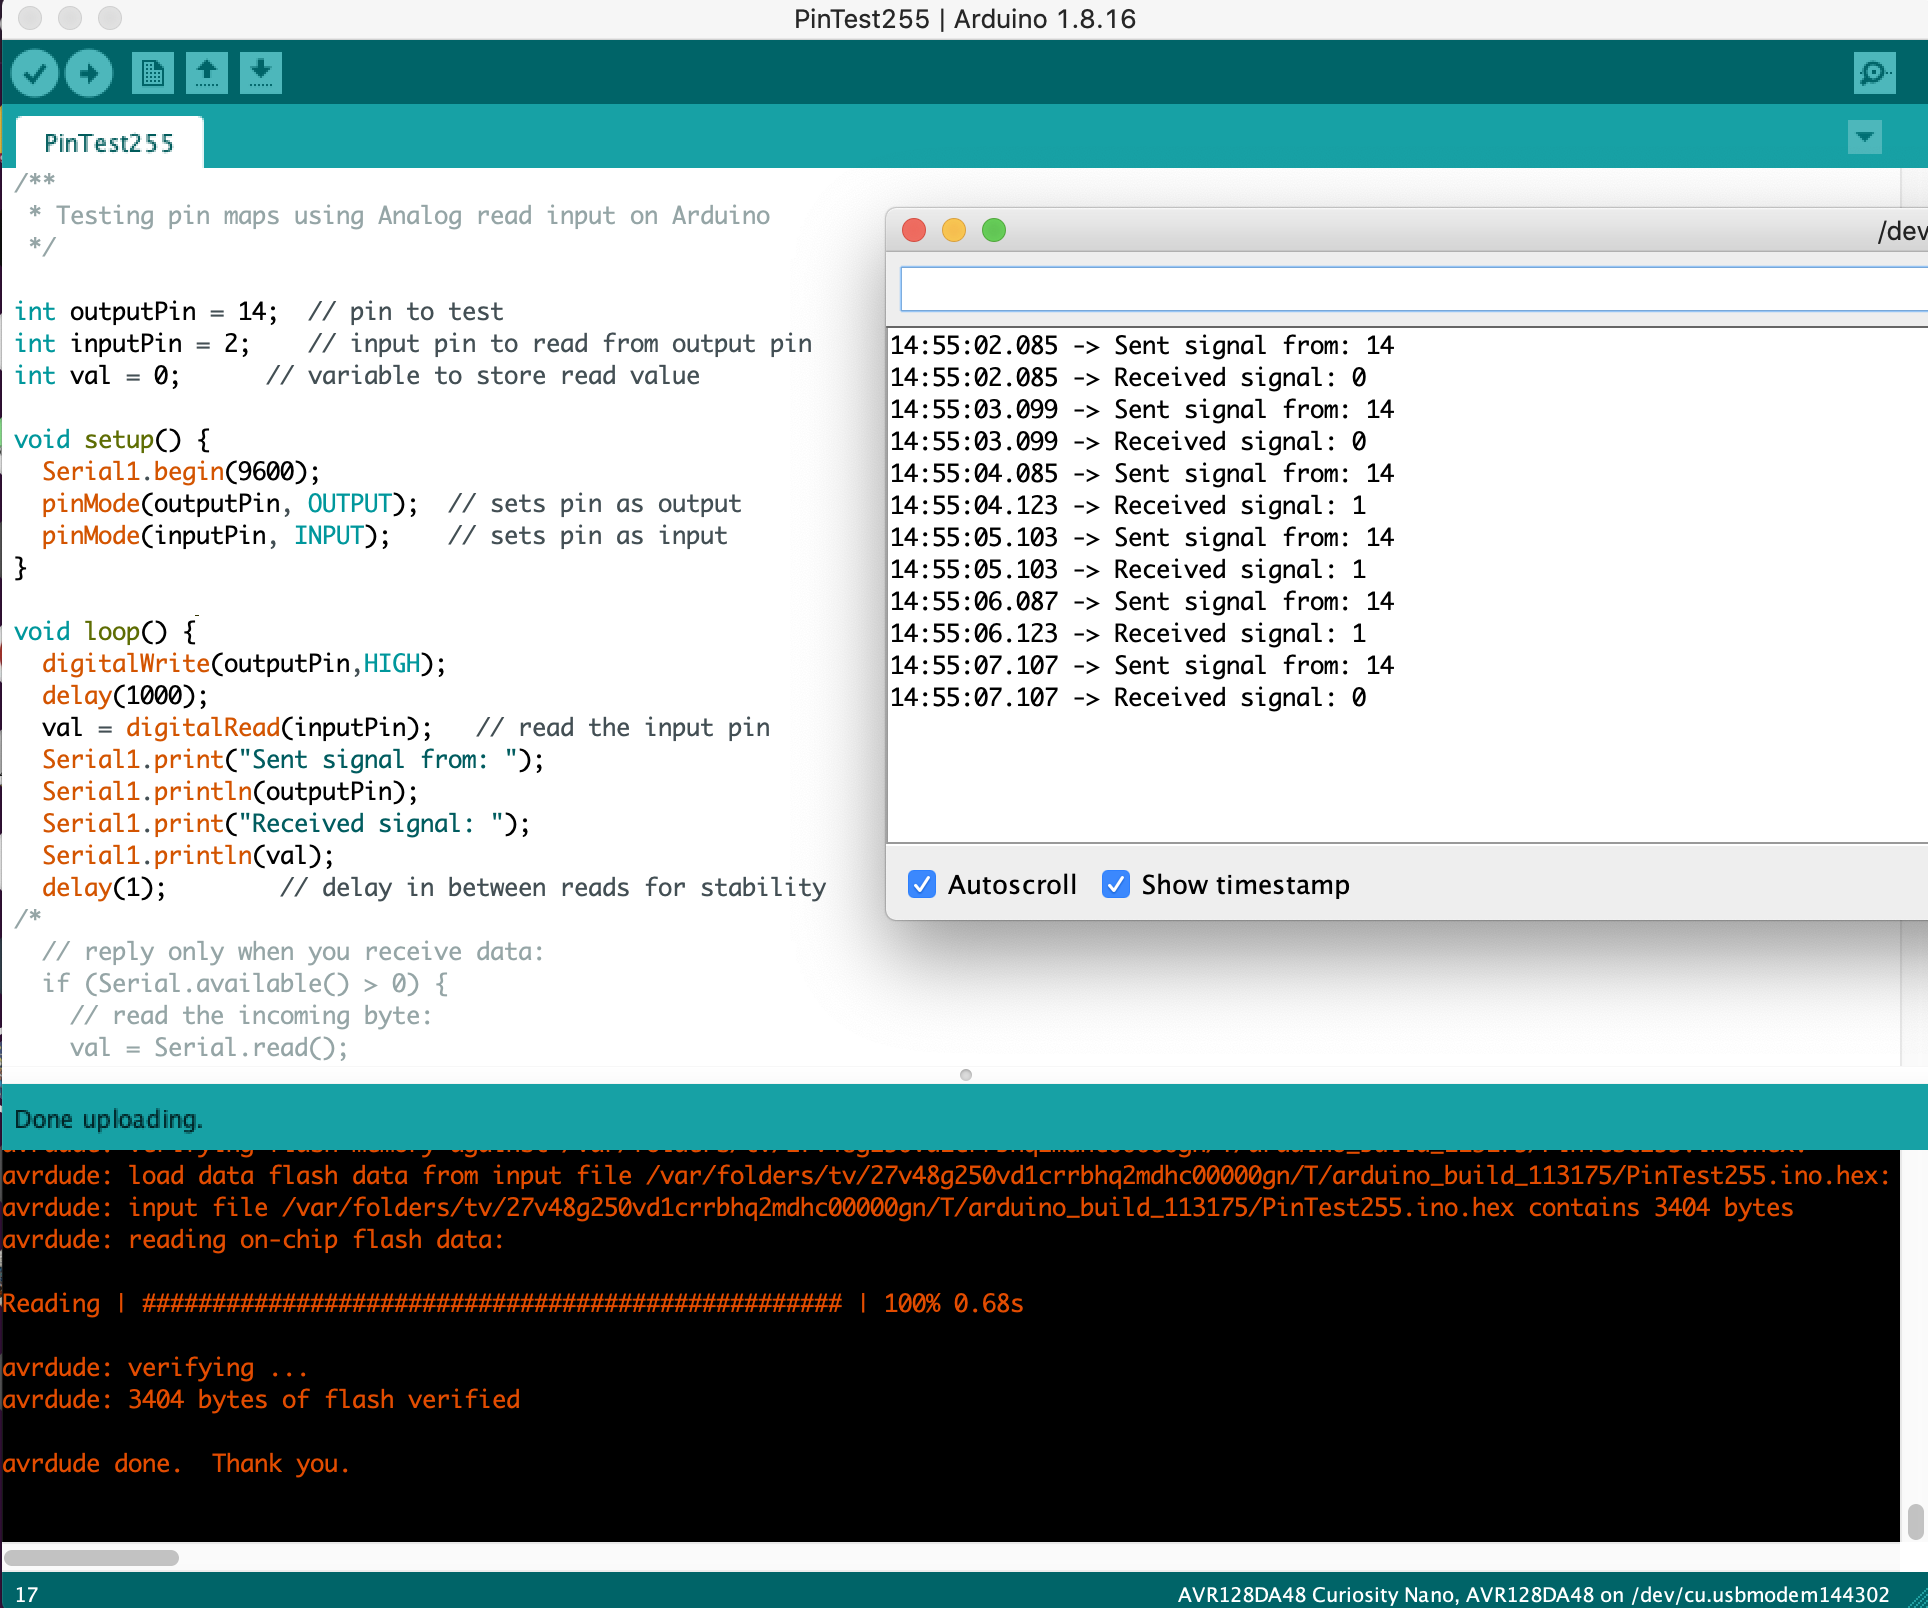 PinTest255 | Arduino 1.8.16
PinTest255
/**
 * Testing pin maps using Analog read input on Arduino
 */
int outputPin = 14;  // pin to test
int inputPin = 2;    // input pin to read from output pin
int val = 0;      // variable to store read value
void setup() {
  Serial1.begin(9600);
  pinMode(outputPin, OUTPUT);  // sets pin as output
  pinMode(inputPin, INPUT);    // sets pin as input
}
void loop() {
  digitalWrite(outputPin,HIGH);
  delay(1000);
  val = digitalRead(inputPin);   // read the input pin
  Serial1.print("Sent signal from: ");
  Serial1.println(outputPin);
  Serial1.print("Received signal: ");
  Serial1.println(val);
  delay(1);        // delay in between reads for stability
/*
  // reply only when you receive data:
  if (Serial.available() > 0) {
    // read the incoming byte:
    val = Serial.read();
/dev
14:55:02.085 -> Sent signal from: 14
14:55:02.085 -> Received signal: 0
14:55:03.099 -> Sent signal from: 14
14:55:03.099 -> Received signal: 0
14:55:04.085 -> Sent signal from: 14
14:55:04.123 -> Received signal: 1
14:55:05.103 -> Sent signal from: 14
14:55:05.103 -> Received signal: 1
14:55:06.087 -> Sent signal from: 14
14:55:06.123 -> Received signal: 1
14:55:07.107 -> Sent signal from: 14
14:55:07.107 -> Received signal: 0
Autoscroll Show timestamp
Done uploading.
avrdude: load data flash data from input file /var/folders/tv/27v48g250vd1crrbhq2mdhc00000gn/T/arduino_build_113175/PinTest255.ino.hex:
avrdude: input file /var/folders/tv/27v48g250vd1crrbhq2mdhc00000gn/T/arduino_build_113175/PinTest255.ino.hex contains 3404 bytes
avrdude: reading on-chip flash data:
Reading | ################################################## | 100% 0.68s
avrdude: verifying ...
avrdude: 3404 bytes of flash verified
avrdude done.  Thank you.
17
AVR128DA48 Curiosity Nano, AVR128DA48 on /dev/cu.usbmodem144302